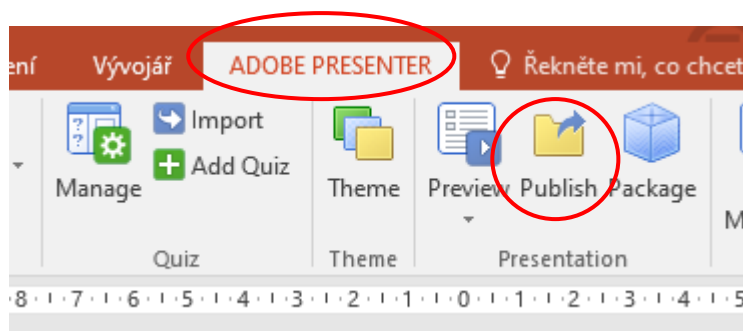 ení Vývojář ADOBE PRESENTER Řekněte mi, co chcet
Import
Add Quiz
Manage Theme Preview Publish Package
M
Quiz Theme Presentation
8 7 6 5 4 3 2 1 0 1 2 3 4 5